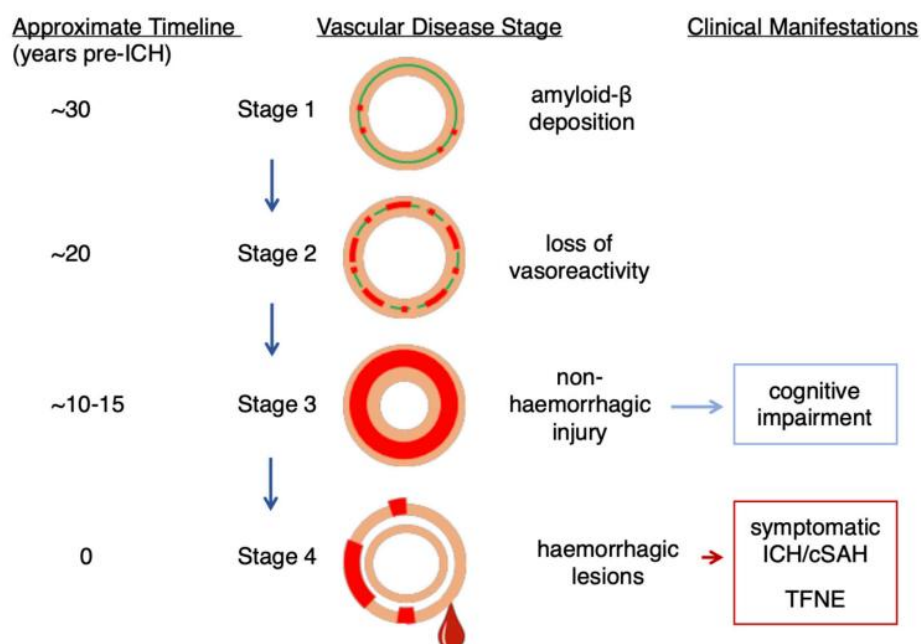 Approximate Timeline
(years pre-ICH)
Vascular Disease Stage
Clinical Manifestations
~30
Stage 1
amyloid-β
deposition
~20
Stage 2
loss of
vasoreactivity
~10-15
Stage 3
non-
haemorrhagic
injury
cognitive
impairment
0
Stage 4
haemorrhagic
lesions
symptomatic
ICH/cSAH
TFNE